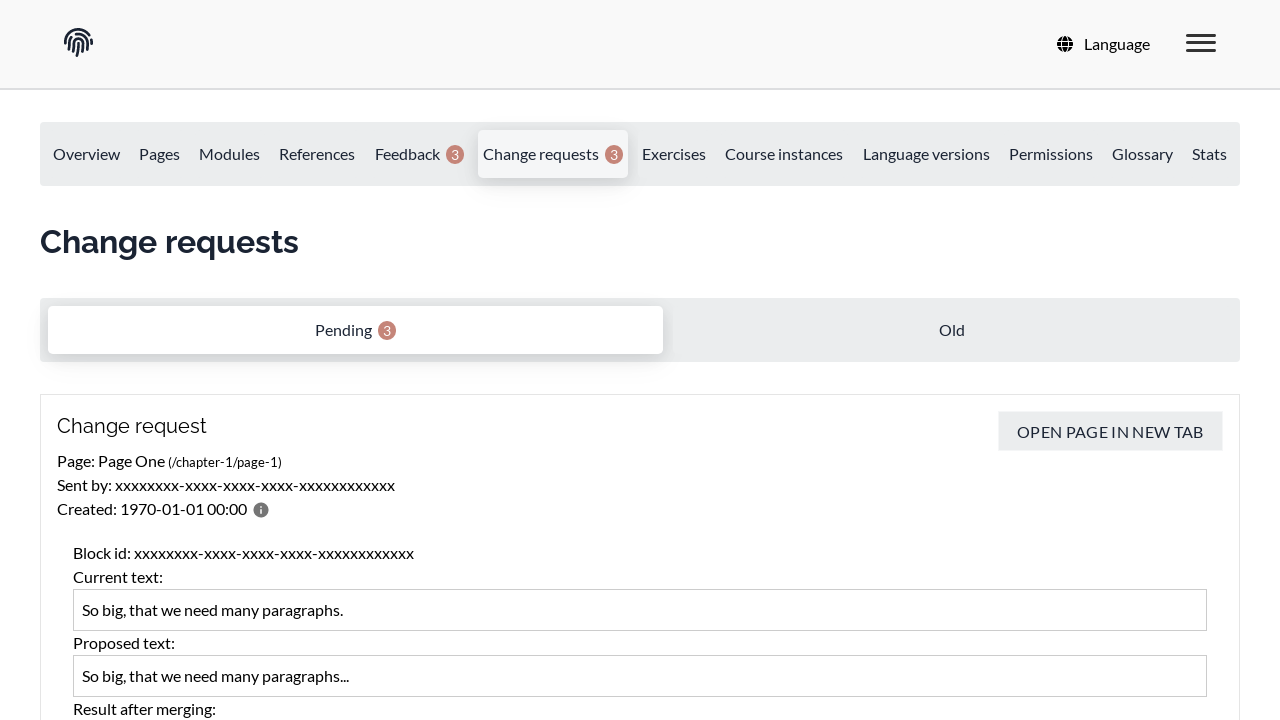 Language
Overview Pages Modules References Feedback 3 Change requests 3 Exercises Course instances Language versions Permissions Glossary Stats
Change requests
Pending 3 Old
Change request
OPEN PAGE IN NEW TAB
Page: Page One (/chapter-1/page-1)
Sent by: xxxxxxxx-xxxx-xxxx-xxxx-xxxxxxxxxxxx
Created: 1970-01-01 00:00
Block id: xxxxxxxx-xxxx-xxxx-xxxx-xxxxxxxxxxxx
Current text:
So big, that we need many paragraphs.
Proposed text:
So big, that we need many paragraphs...
Result after merging: